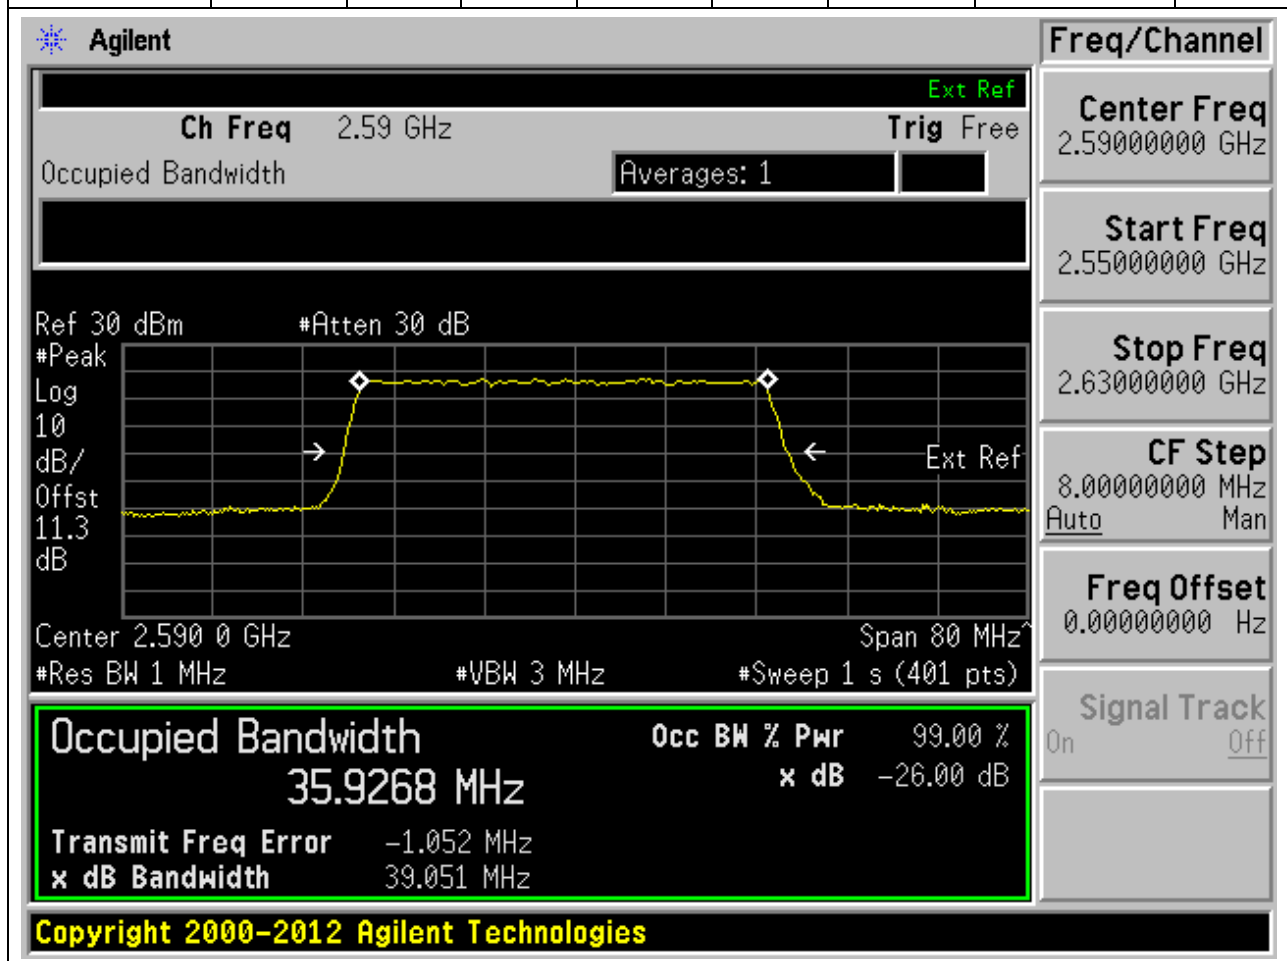 Agilent
Freq/Channel
Ext Ref
Ch Freq 2.59 GHz Trig Free
Occupied Bandwidth Averages: 1
Center Freq
2.59000000 GHz
Start Freq
2.55000000 GHz
Stop Freq
2.63000000 GHz
CF Step
8.00000000 MHz
Auto Man
Freq Offset
0.00000000 Hz
Signal Track
On Off
Ref 30 dBm #Atten 30 dB
#Peak
Log
10
dB/
Offst
11.3
dB
Ext Ref
Center 2.590 0 GHz Span 80 MHz^
#Res BW 1 MHz #VBW 3 MHz #Sweep 1 s (401 pts)
Occupied Bandwidth
35.9268 MHz
Occ BW % Pwr 99.00 %
x dB -26.00 dB
Transmit Freq Error -1.052 MHz
x dB Bandwidth 39.051 MHz
Copyright 2000-2012 Agilent Technologies